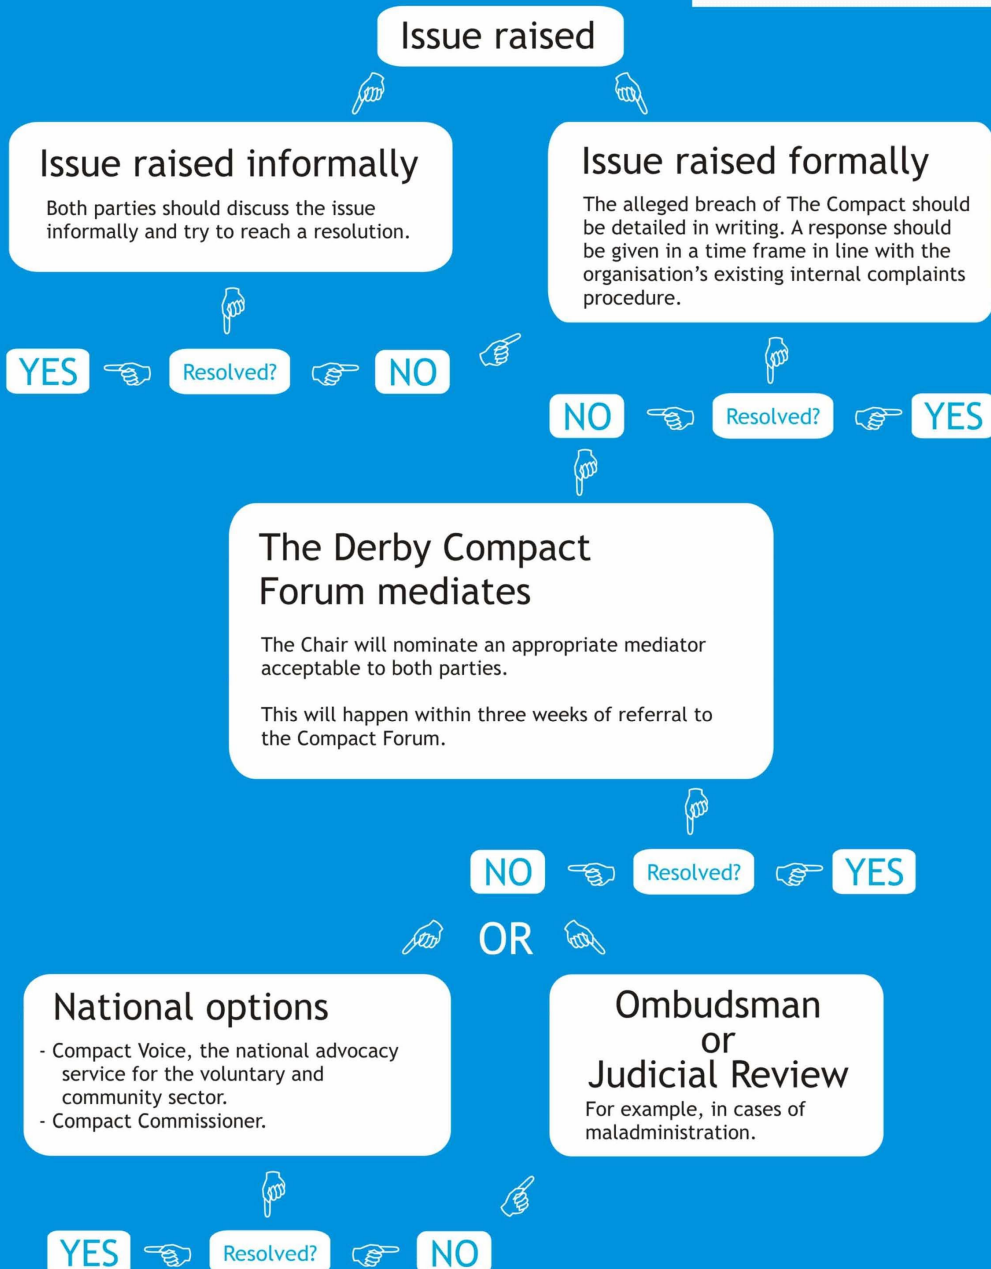 Issue raised
Issue raised informally
Both parties should discuss the issue
informally and try to reach a resolution.
Issue raised formally
The alleged breach of The Compact should
be detailed in writing. A response should
be given in a time frame in line with the
organisation's existing internal complaints
procedure.
YES Resolved? NO
NO Resolved? YES
The Derby Compact
Forum mediates
The Chair will nominate an appropriate mediator
acceptable to both parties.
This will happen within three weeks of referral to
the Compact Forum.
NO Resolved? YES
OR
National options
- Compact Voice, the national advocacy
service for the voluntary and
community sector.
- Compact Commissioner.
Ombudsman
or
Judicial Review
For example, in cases of
maladministration.
YES Resolved? NO